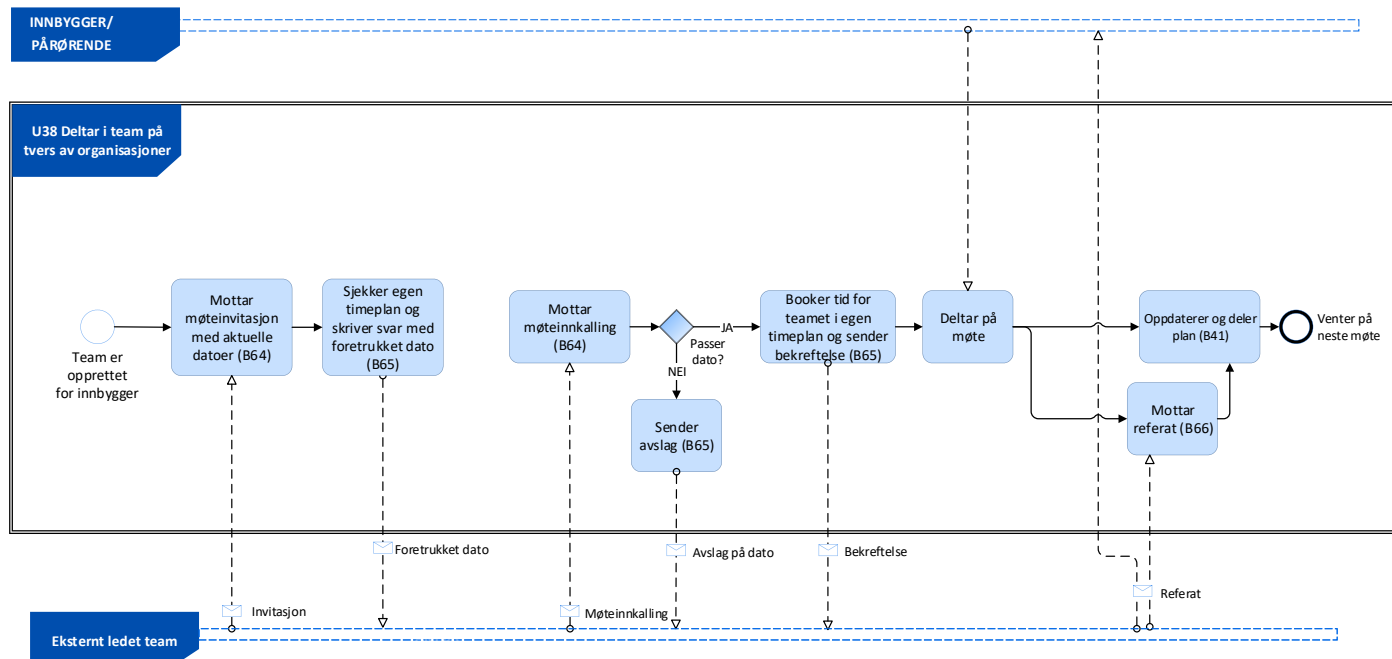 INNBYGGER/
PÅRØRENDE
U38 Deltar i team på
tvers av organisasjoner
Team er
opprettet
for innbygger
Mottar
møteinvitasjon
med aktuelle
datoer (B64)
Sjekker egen
timeplan og
skriver svar med
foretrukket dato
(B65)
Mottar
møteinnkalling
(B64)
Passer
dato?
JA
NEI
Sender
avslag (B65)
Booker tid for
teamet i egen
timeplan og sender
bekreftelse (B65)
Deltar på
møte
Oppdaterer og deler
plan (B41)
Mottar
referat (B66)
Venter på
neste møte
Invitasjon
Foretrukket dato
Møteinnkalling
Avslag på dato
Bekreftelse
Referat
Eksternt ledet team